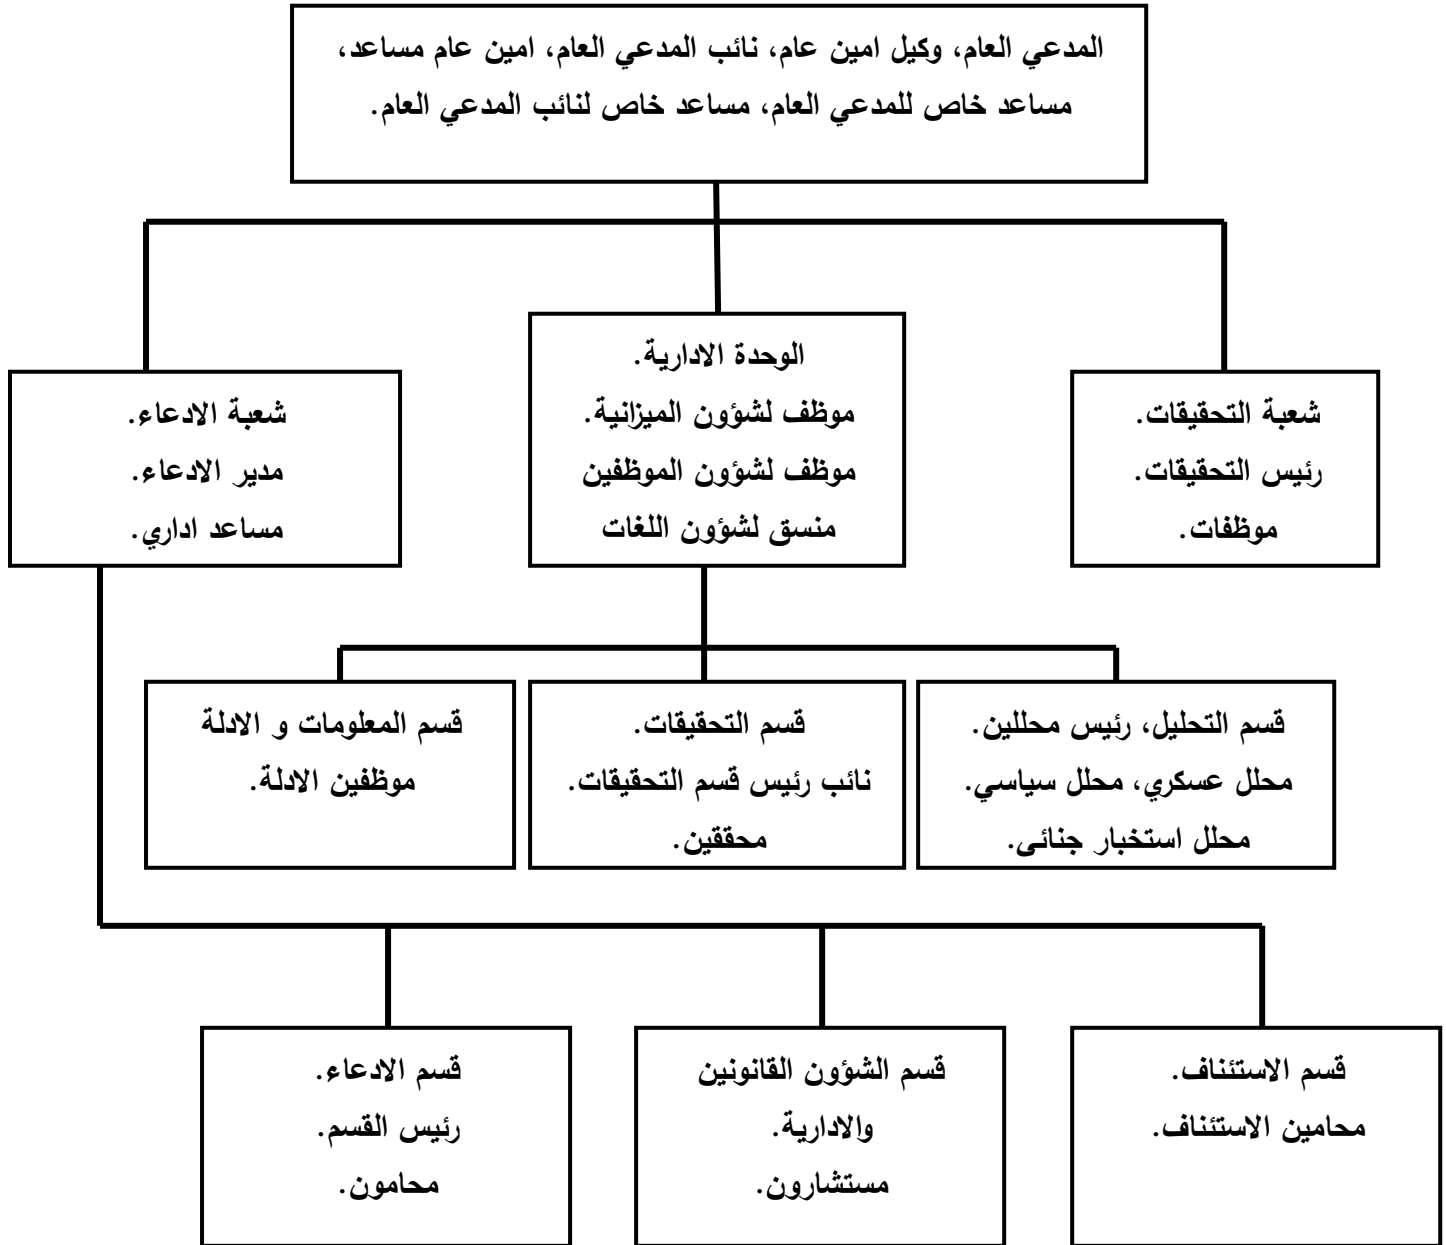 المدعي العام، وكيل امين عام، نائب المدعي العام، امين عام مساعد،
مساعد خاص للمدعي العام، مساعد خاص لنائب المدعي العام.
شعبة التحقيقات.
رئيس التحقيقات.
موظفات.
الوحدة الادارية.
موظف لشؤون الميزانية.
موظف لشؤون الموظفين
منسق لشؤون اللغات
شعبة الادعاء.
مدير الادعاء.
مساعد اداري.
قسم التحليل، رئيس محللين.
محلل عسكري، محلل سياسي.
محلل استخبار جنائى.
قسم التحقيقات.
نائب رئيس قسم التحقيقات.
محققين.
قسم المعلومات و الادلة
موظفين الادلة.
قسم الاستئناف.
محامين الاستئناف.
قسم الشؤون القانونين
والادارية.
مستشارون.
قسم الادعاء.
رئيس القسم.
محامون.